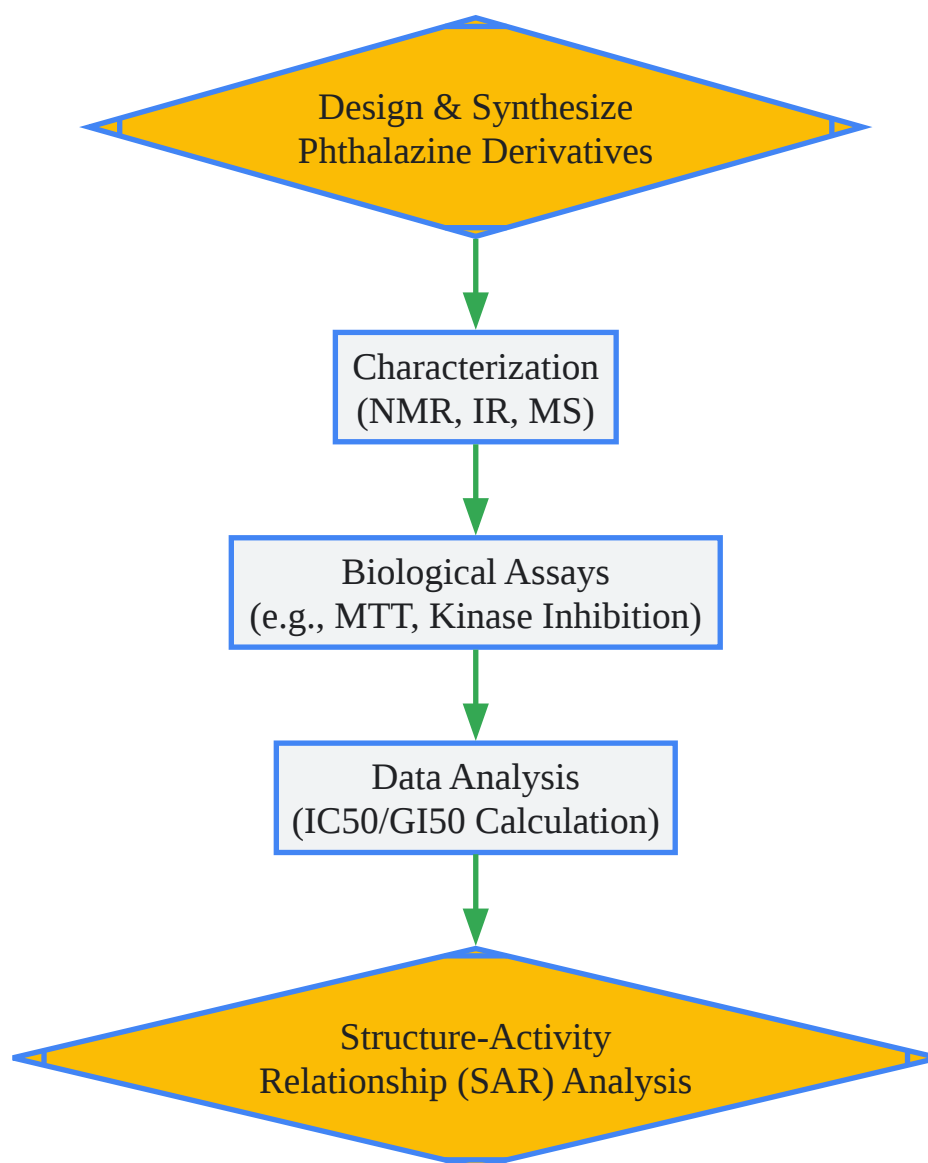 Design & Synthesize
Phthalazine Derivatives
Characterization
(NMR, IR, MS)
Biological Assays
(e.g., MTT, Kinase Inhibition)
Data Analysis
(IC50/GI50 Calculation)
Structure-Activity
Relationship (SAR) Analysis